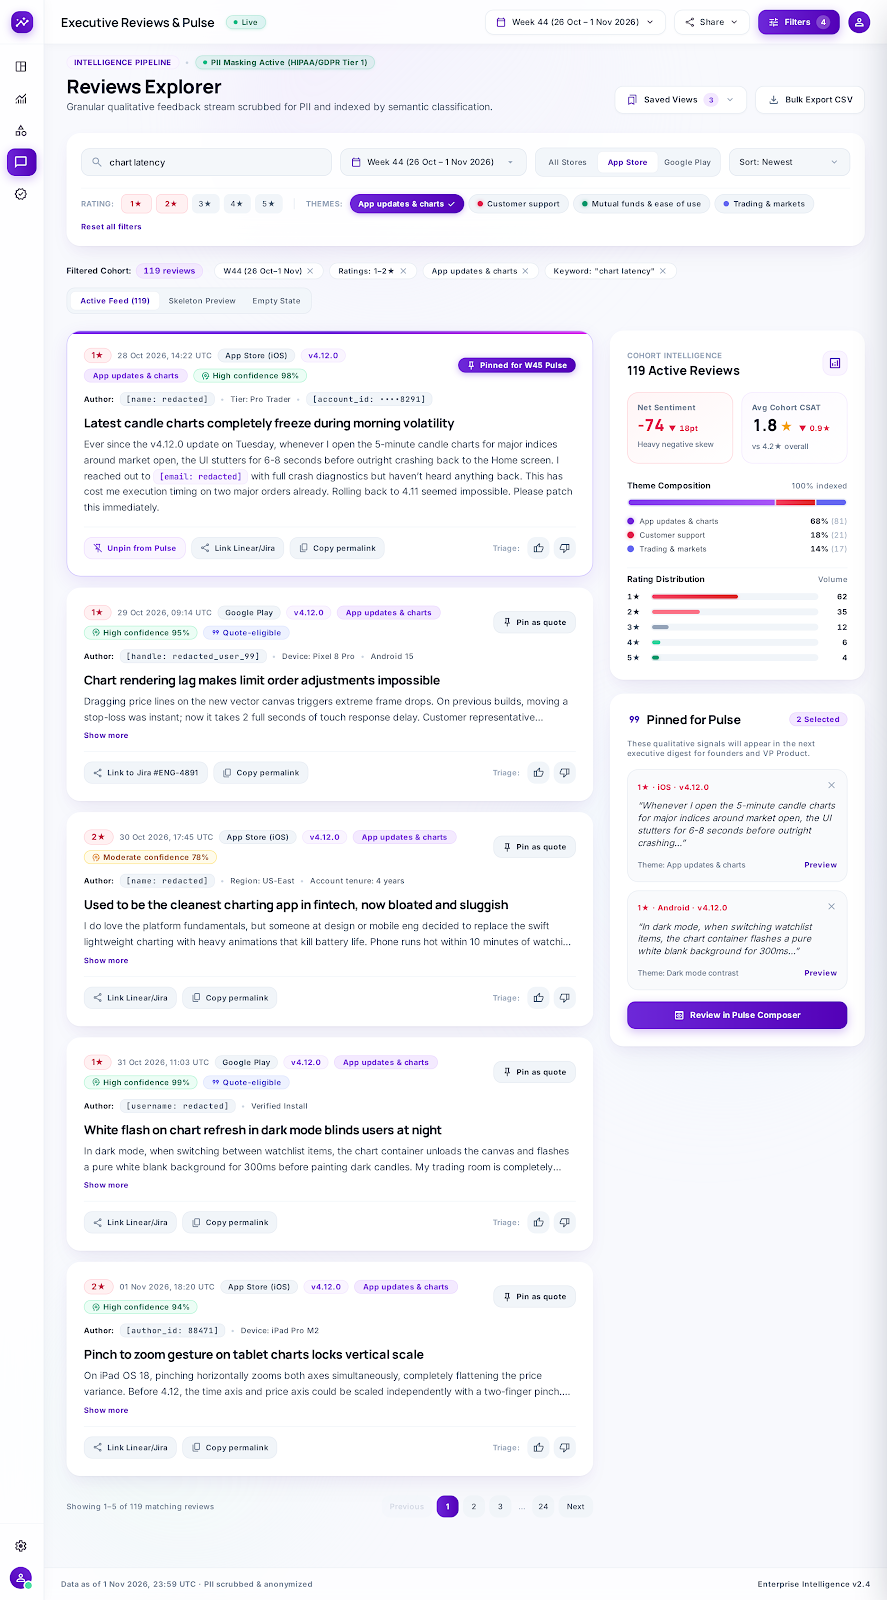 Executive Reviews & Pulse
Live
Week 44 (26 Oct – 1 Nov 2026)
Share
Filters 4
INTELLIGENCE PIPELINE
PII Masking Active (HIPAA/GDPR Tier 1)
Reviews Explorer
Granular qualitative feedback stream scrubbed for PII and indexed by semantic classification.
Saved Views 3
Bulk Export CSV
chart latency
Week 44 (26 Oct – 1 Nov 2026)
All Stores App Store Google Play
Sort: Newest
RATING: 1★ 2★ 3★ 4★ 5★
THEMES: App updates & charts ✓ Customer support Mutual funds & ease of use Trading & markets
Reset all filters
Filtered Cohort: 119 reviews W44 (26 Oct–1 Nov) × Ratings: 1–2★ × App updates & charts × Keyword: "chart latency" ×
Active Feed (119) Skeleton Preview Empty State
1★ 28 Oct 2026, 14:22 UTC App Store (iOS) v4.12.0
App updates & charts High confidence 98%
Pinned for W45 Pulse
Author: [name: redacted] • Tier: Pro Trader • [account_id: ••••8291]
Latest candle charts completely freeze during morning volatility
Ever since the v4.12.0 update on Tuesday, whenever I open the 5-minute candle charts for major indices
around market open, the UI stutters for 6-8 seconds before outright crashing back to the Home screen. I
reached out to [email: redacted] with full crash diagnostics but haven't heard anything back. This has
cost me execution timing on two major orders already. Rolling back to 4.11 seemed impossible. Please patch
this immediately.
Unpin from Pulse Link Linear/Jira Copy permalink Triage:
1★ 29 Oct 2026, 09:14 UTC Google Play v4.12.0 App updates & charts
High confidence 95% Quote-eligible
Pin as quote
Author: [handle: redacted_user_99] • Device: Pixel 8 Pro • Android 15
Chart rendering lag makes limit order adjustments impossible
Dragging price lines on the new vector canvas triggers extreme frame drops. On previous builds, moving a
stop-loss was instant; now it takes 2 full seconds of touch response delay. Customer representative...
Show more
Link to Jira #ENG-4891 Copy permalink Triage:
2★ 30 Oct 2026, 17:45 UTC App Store (iOS) v4.12.0 App updates & charts
Moderate confidence 78%
Pin as quote
Author: [name: redacted] • Region: US-East • Account tenure: 4 years
Used to be the cleanest charting app in fintech, now bloated and sluggish
I do love the platform fundamentals, but someone at design or mobile eng decided to replace the swift
lightweight charting with heavy animations that kill battery life. Phone runs hot within 10 minutes of watchi...
Show more
Link Linear/Jira Copy permalink Triage:
1★ 31 Oct 2026, 11:03 UTC Google Play v4.12.0 App updates & charts
High confidence 99% Quote-eligible
Pin as quote
Author: [username: redacted] • Verified Install
White flash on chart refresh in dark mode blinds users at night
In dark mode, when switching between watchlist items, the chart container unloads the canvas and flashes
a pure white blank background for 300ms before painting dark candles. My trading room is completely...
Show more
Link Linear/Jira Copy permalink Triage:
2★ 01 Nov 2026, 18:20 UTC App Store (iOS) v4.12.0 App updates & charts
High confidence 94%
Pin as quote
Author: [author_id: 88471] • Device: iPad Pro M2
Pinch to zoom gesture on tablet charts locks vertical scale
On iPad OS 18, pinching horizontally zooms both axes simultaneously, completely flattening the price
variance. Before 4.12, the time axis and price axis could be scaled independently with a two-finger pinch....
Show more
Link Linear/Jira Copy permalink Triage:
Showing 1–5 of 119 matching reviews
Previous 1 2 3 ... 24 Next
COHORT INTELLIGENCE
119 Active Reviews
Net Sentiment
-74 ▼ 18pt
Heavy negative skew
Avg Cohort CSAT
1.8 ★ ▼ 0.9★
vs 4.2★ overall
Theme Composition 100% indexed
App updates & charts 68% (81)
Customer support 18% (21)
Trading & markets 14% (17)
Rating Distribution Volume
1★ 62
2★ 35
3★ 12
4★ 6
5★ 4
Pinned for Pulse
2 Selected
These qualitative signals will appear in the next
executive digest for founders and VP Product.
1★ · iOS · v4.12.0 ×
"Whenever I open the 5-minute candle charts
for major indices around market open, the UI
stutters for 6-8 seconds before outright
crashing..."
Theme: App updates & charts Preview
1★ · Android · v4.12.0 ×
"In dark mode, when switching watchlist
items, the chart container flashes a pure
white blank background for 300ms..."
Theme: Dark mode contrast Preview
Review in Pulse Composer
Data as of 1 Nov 2026, 23:59 UTC · PII scrubbed & anonymized
Enterprise Intelligence v2.4